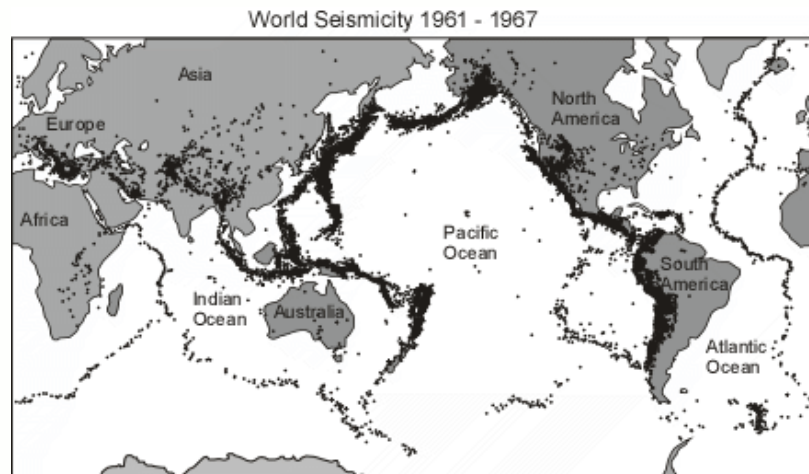 World Seismicity 1961 - 1967
Asia
Europe
North
America
Africa
Pacific
Ocean
South
America
Indian
Ocean
Australia
Atlantic
Ocean